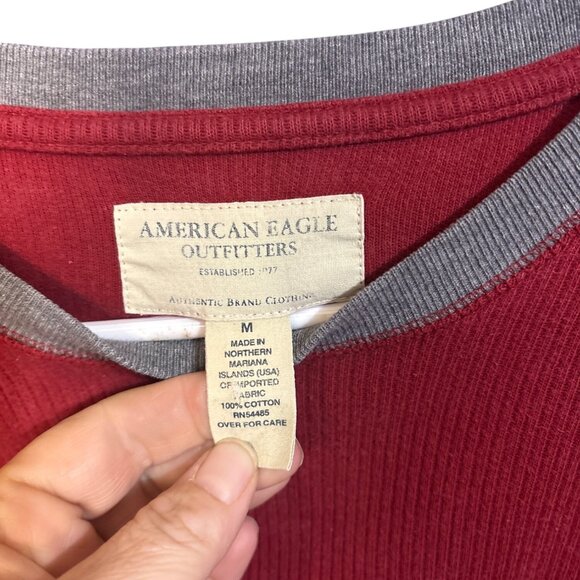 AMERICAN EAGLE
OUTFITTERS
ESTABLISHED 1977
AUTHENTIC BRAND CLOTHING
M
MADE IN
NORTHERN
MARIANA
ISLANDS (USA)
OF IMPORTED
FABRIC
100% COTTON
RN54485
OVER FOR CARE